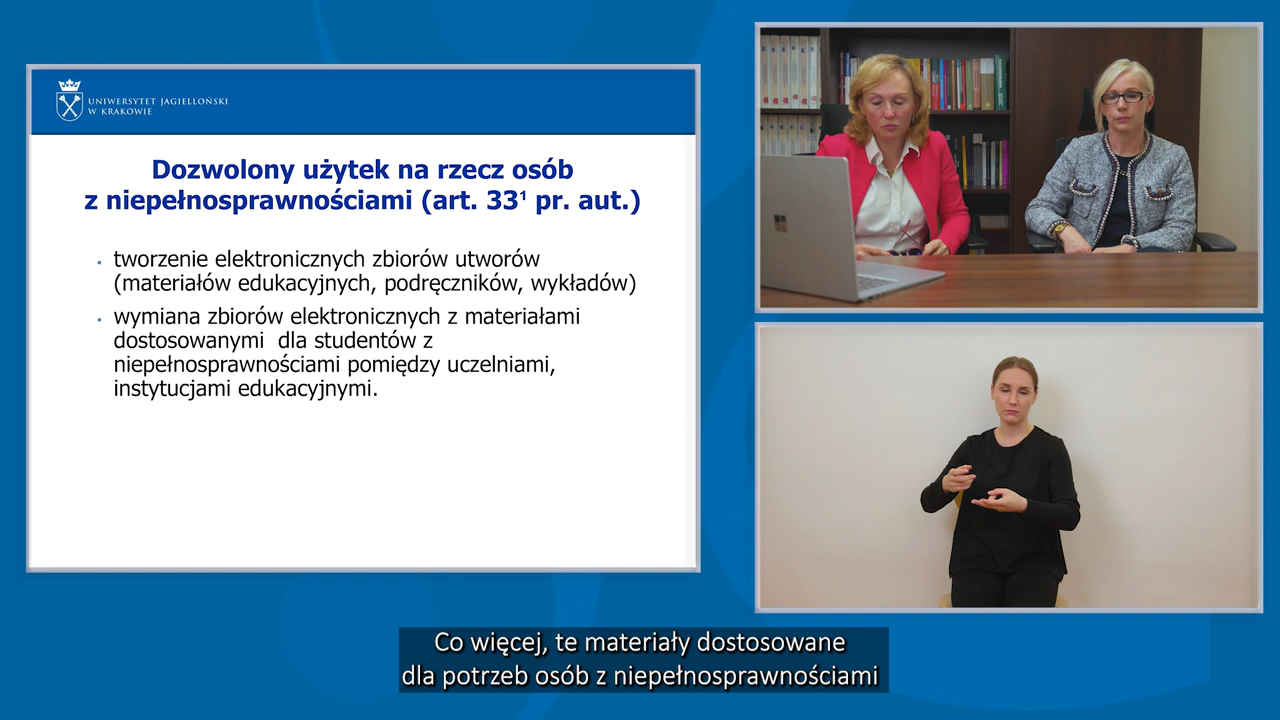 UNIWERSYTET JAGIELLOŃSKI
W KRAKOWIE
Dozwolony użytek na rzecz osób
z niepełnosprawnościami (art. 33¹ pr. aut.)
tworzenie elektronicznych zbiorów utworów
(materiałów edukacyjnych, podręczników, wykładów)
wymiana zbiorów elektronicznych z materiałami
dostosowanymi dla studentów z
niepełnosprawnościami pomiędzy uczelniami,
instytucjami edukacyjnymi.
Co więcej, te materiały dostosowane
dla potrzeb osób z niepełnosprawnościami